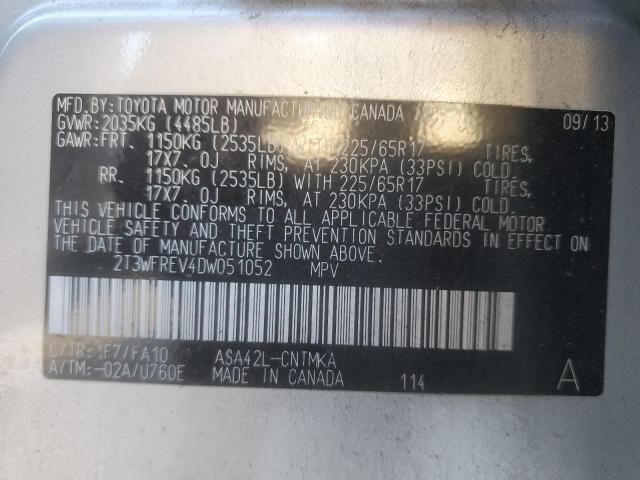 MFD.BY:TOYOTA MOTOR MANUFACTURING CANADA 09/13
GVWR:2035KG (4485LB)
GAWR:FRT. 1150KG (2535LB) WITH 225/65R17 TIRES,
17X7.0J RIMS, AT 230KPA (33PSI) COLD.
RR. 1150KG (2535LB) WITH 225/65R17 TIRES,
17X7.0J RIMS, AT 230KPA (33PSI) COLD.
THIS VEHICLE CONFORMS TO ALL APPLICABLE FEDERAL MOTOR
VEHICLE SAFETY AND THEFT PREVENTION STANDARDS IN EFFECT ON
THE DATE OF MANUFACTURE SHOWN ABOVE.
2T3WFREV4DW051052 MPV
C/TR:1F7/FA10 ASA42L-CNTMKA
A/TM:-02A/U760E MADE IN CANADA 114 A